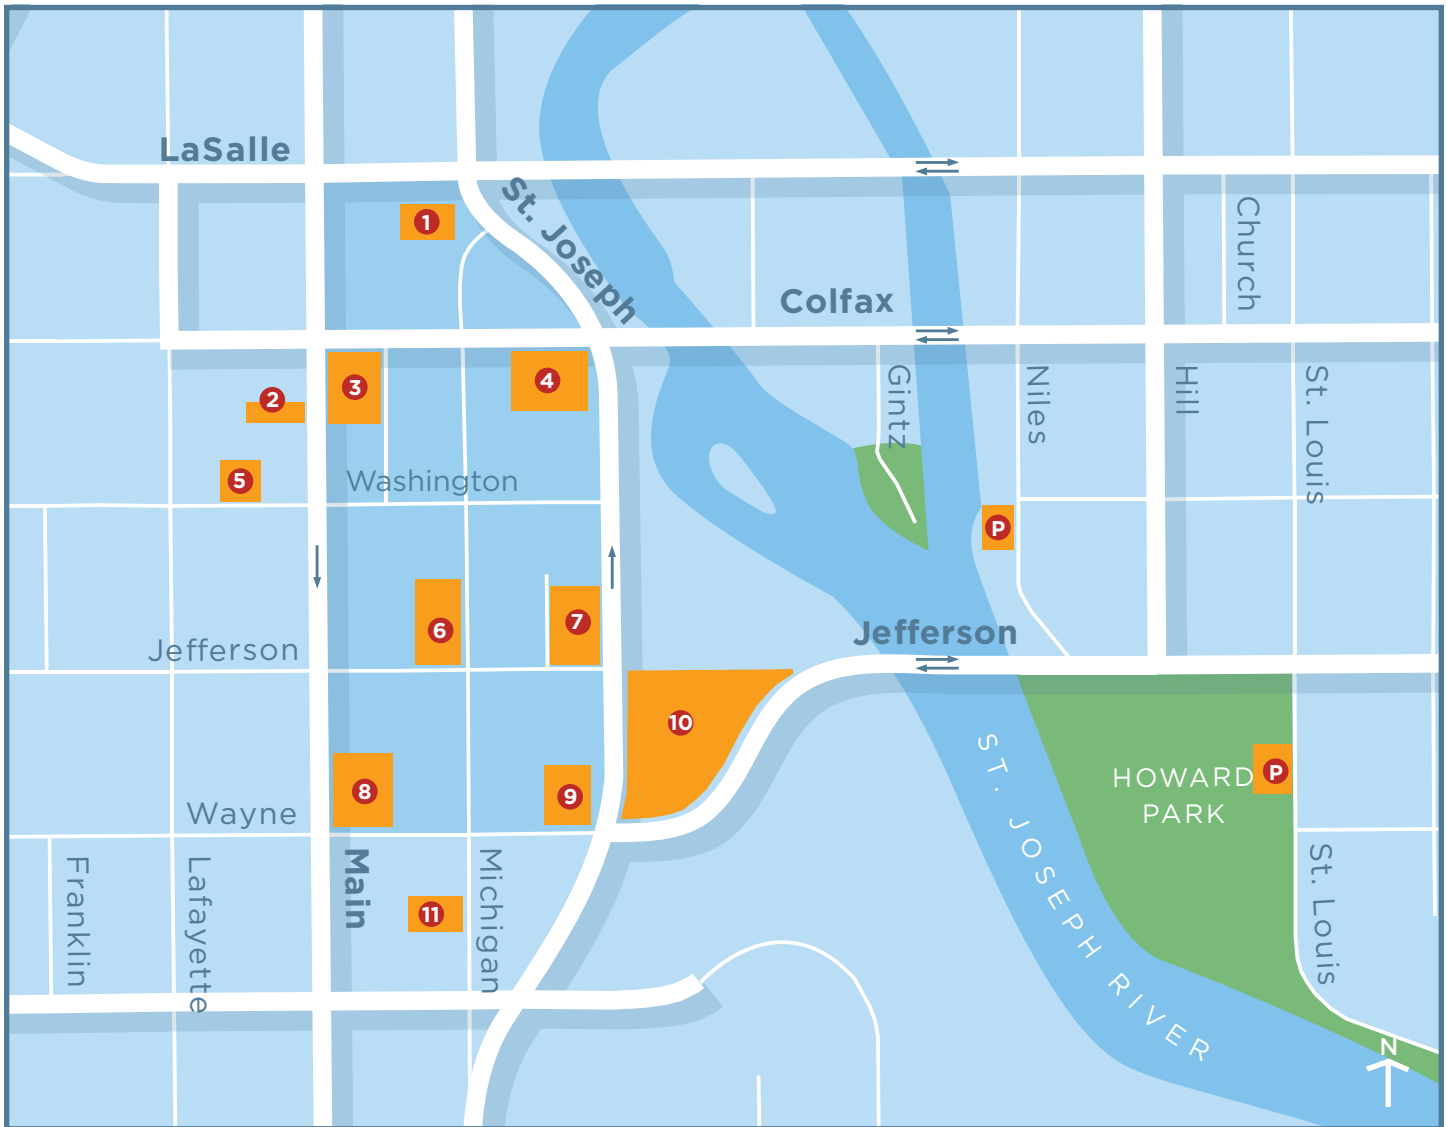 LaSalle
St. Joseph
Church
1
Colfax
Gintz
Niles
Hill
St. Louis
2
3
4
5
Washington
P
6
7
Jefferson
Jefferson
10
HOWARD
PARK
P
8
9
Wayne
ST. JOSEPH RIVER
Franklin
Lafayette
Main
Michigan
St. Louis
11
N